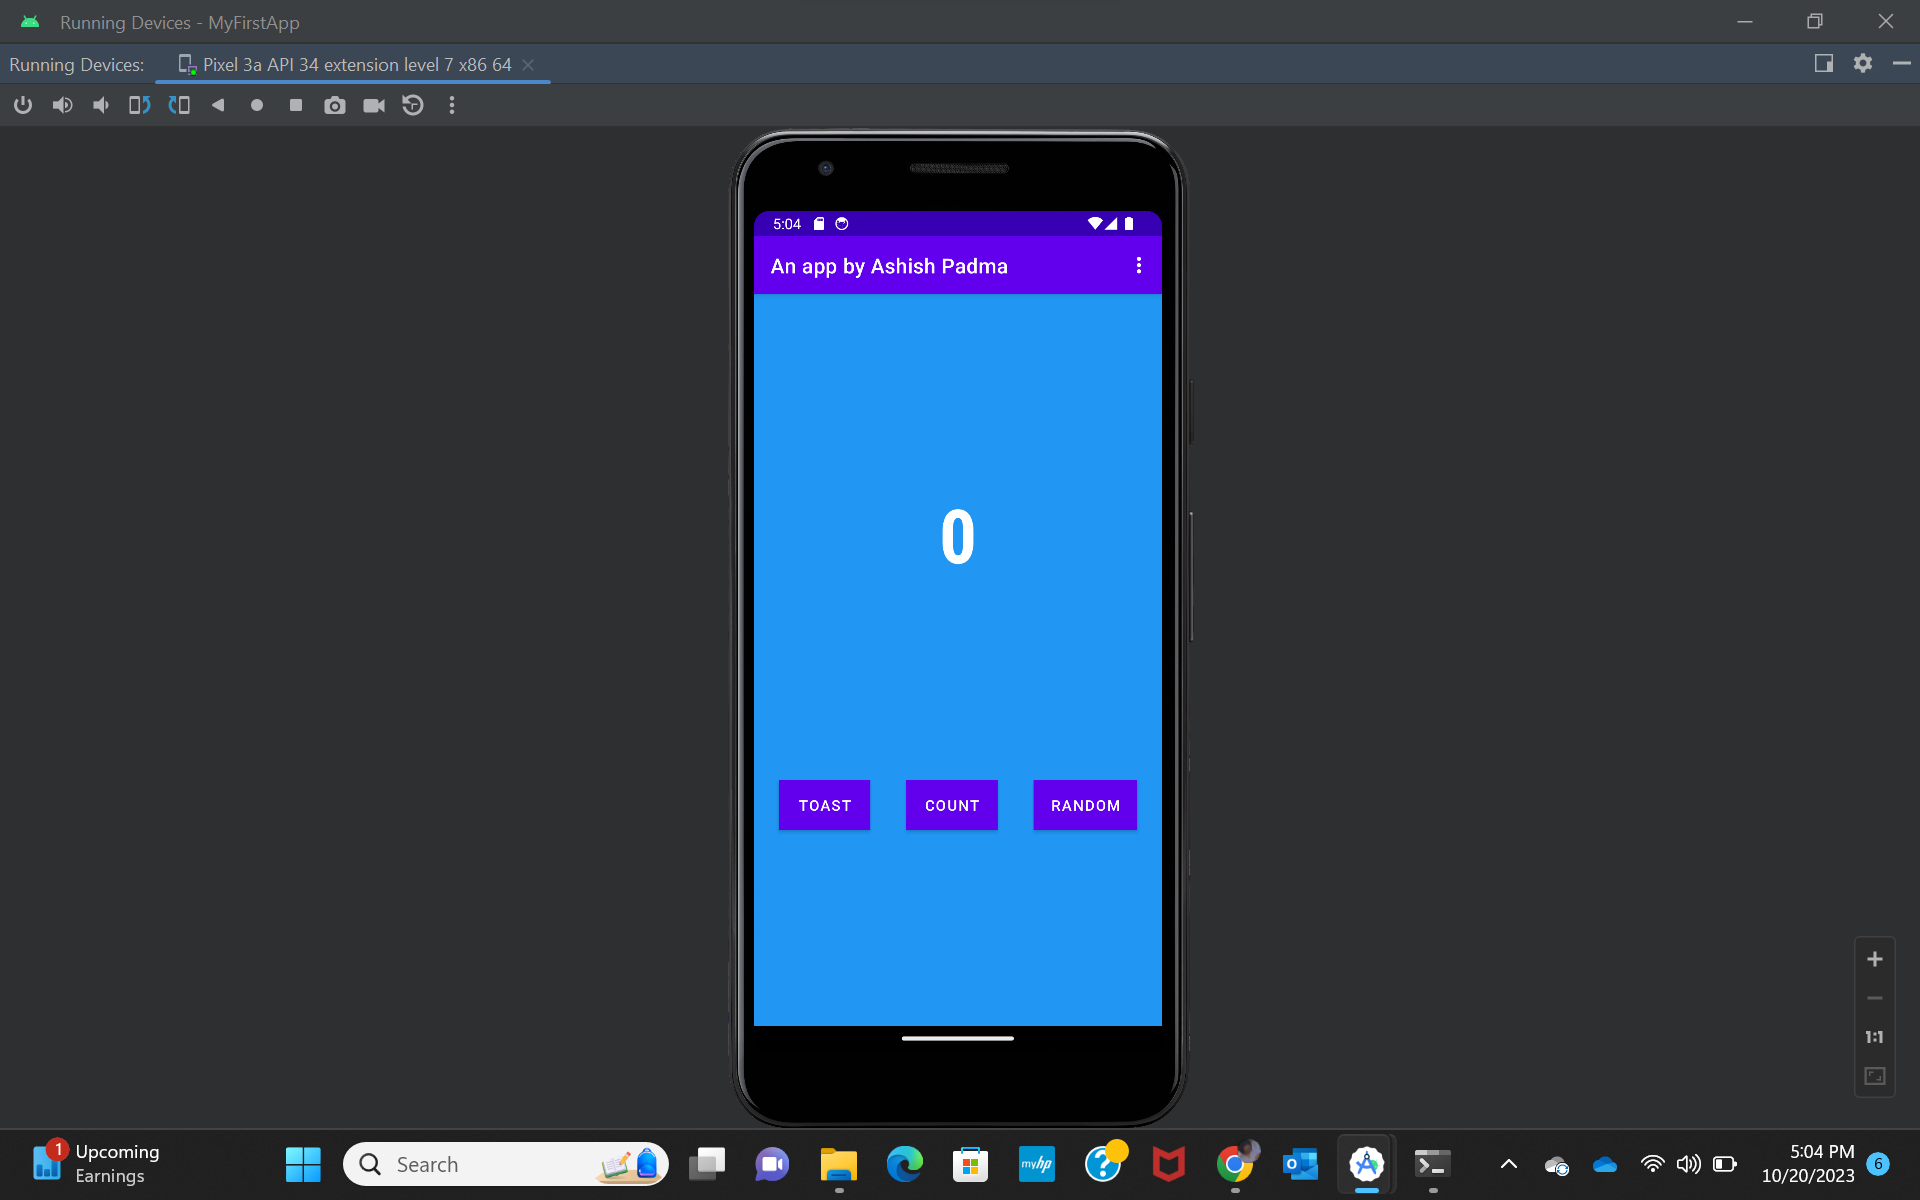 Running Devices - MyFirstApp
Running Devices: Pixel 3a API 34 extension level 7 x86 64
5:04
An app by Ashish Padma
0
TOAST COUNT RANDOM
1:1
1 Upcoming
Earnings
Search
myhp
5:04 PM
10/20/2023
6